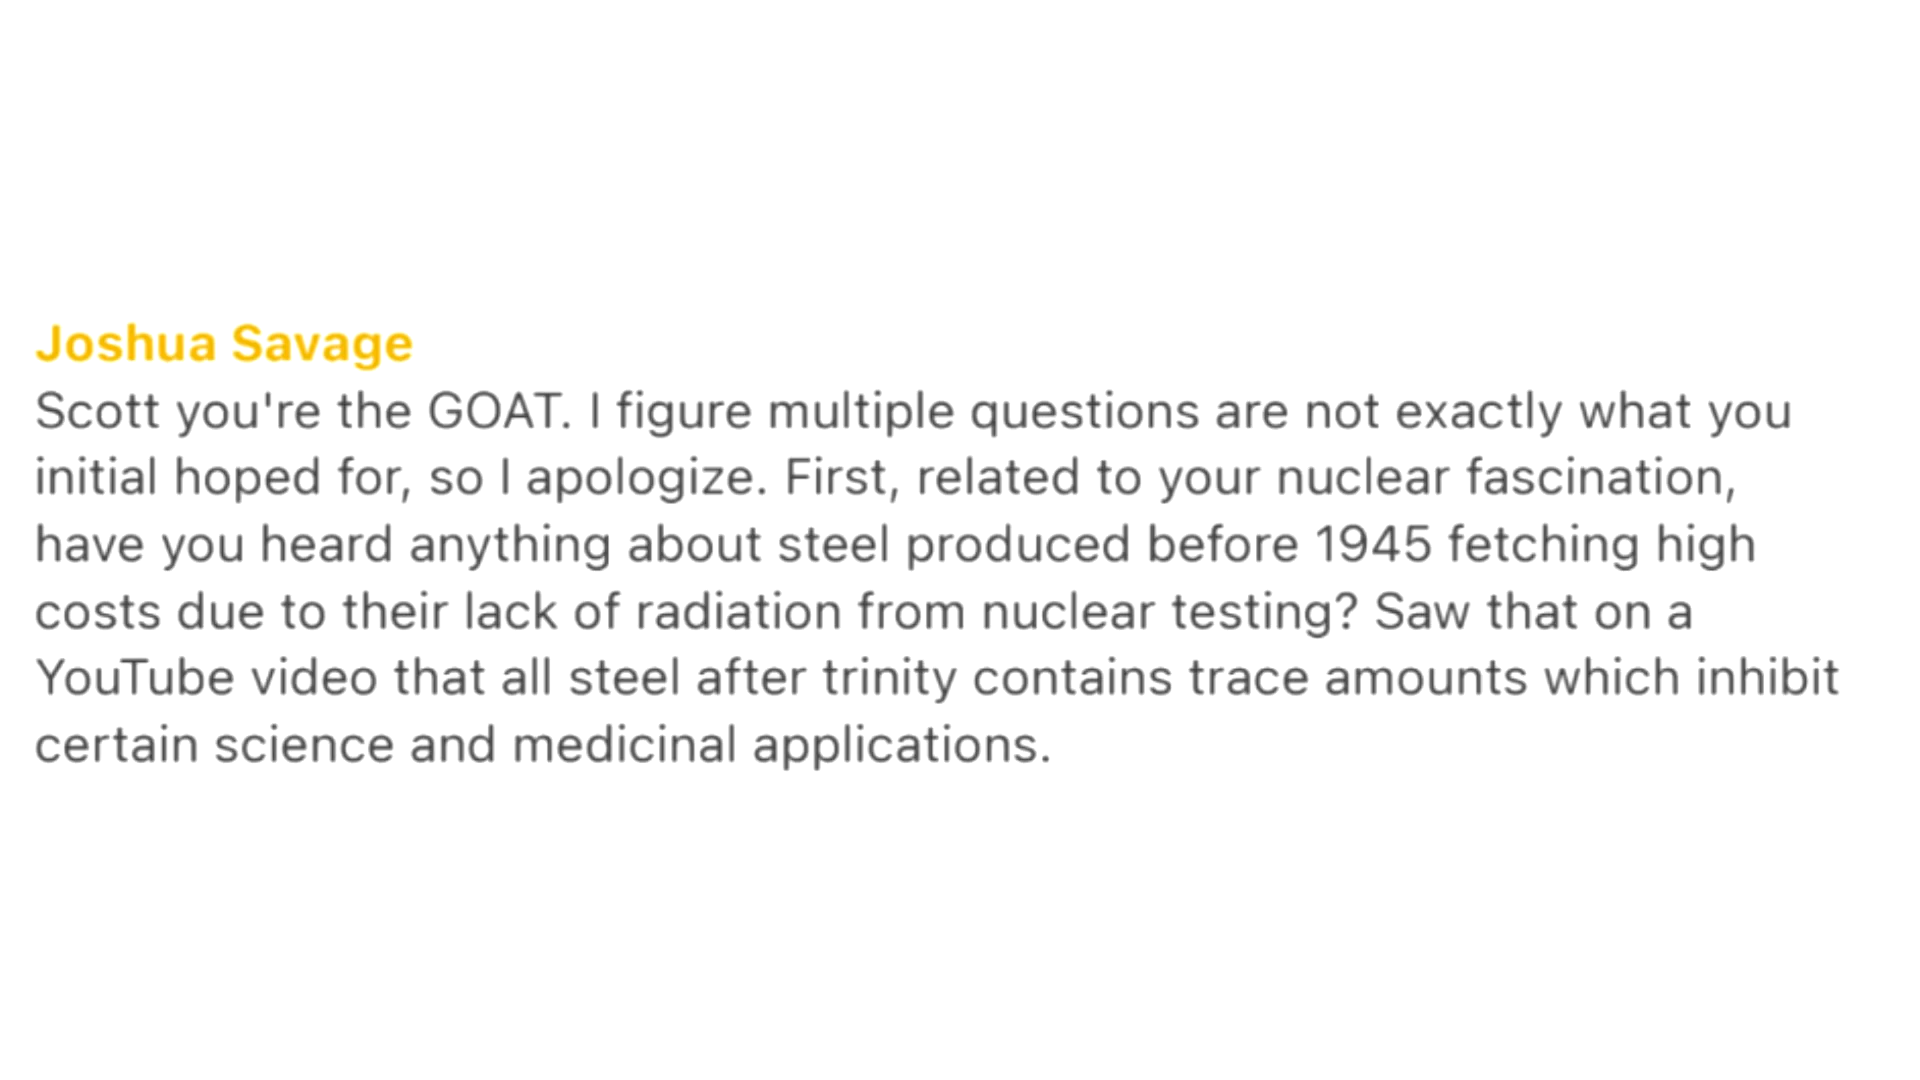 Joshua Savage
Scott you're the GOAT. I figure multiple questions are not exactly what you
initial hoped for, so I apologize. First, related to your nuclear fascination,
have you heard anything about steel produced before 1945 fetching high
costs due to their lack of radiation from nuclear testing? Saw that on a
YouTube video that all steel after trinity contains trace amounts which inhibit
certain science and medicinal applications.